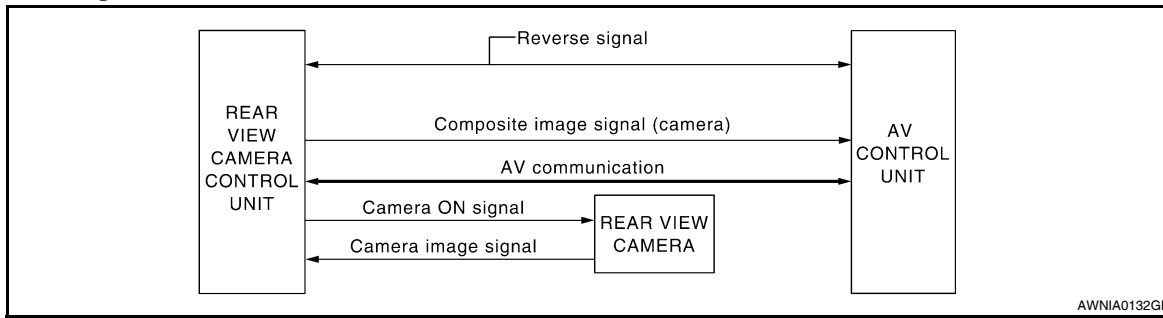 Reverse signal
REAR
VIEW
CAMERA
CONTROL
UNIT
Composite image signal (camera)
AV communication
Camera ON signal
Camera image signal
REAR VIEW
CAMERA
AV
CONTROL
UNIT